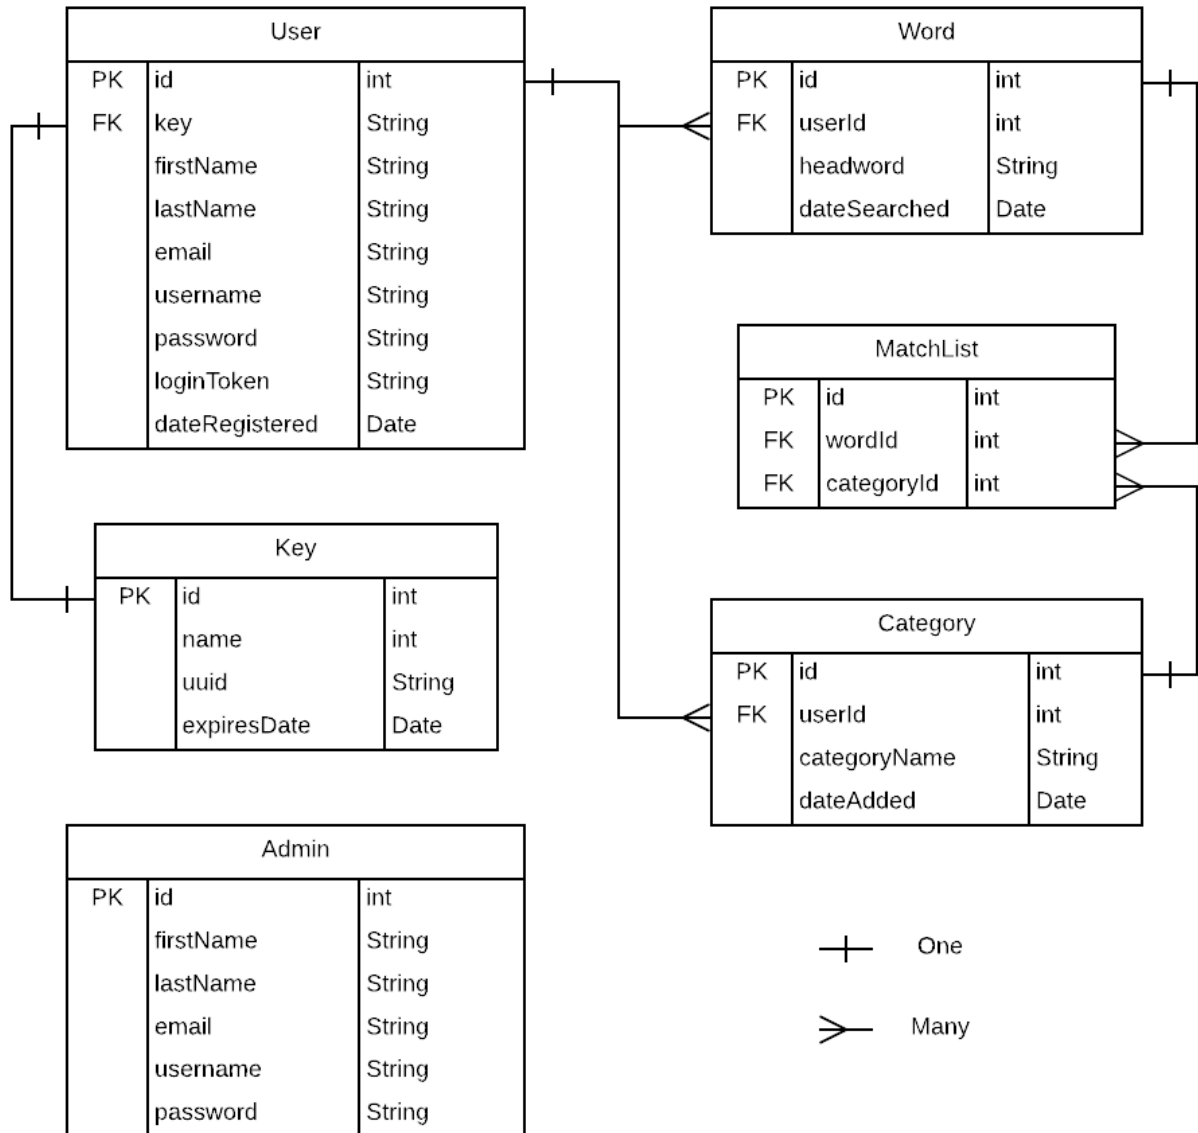 User
PK id int
FK key String
firstName String
lastName String
email String
username String
password String
loginToken String
dateRegistered Date
Key
PK id int
name int
uuid String
expiresDate Date
Admin
PK id int
firstName String
lastName String
email String
username String
password String
Word
PK id int
FK userId int
headword String
dateSearched Date
MatchList
PK id int
FK wordId int
FK categoryId int
Category
PK id int
FK userId int
categoryName String
dateAdded Date
One
Many